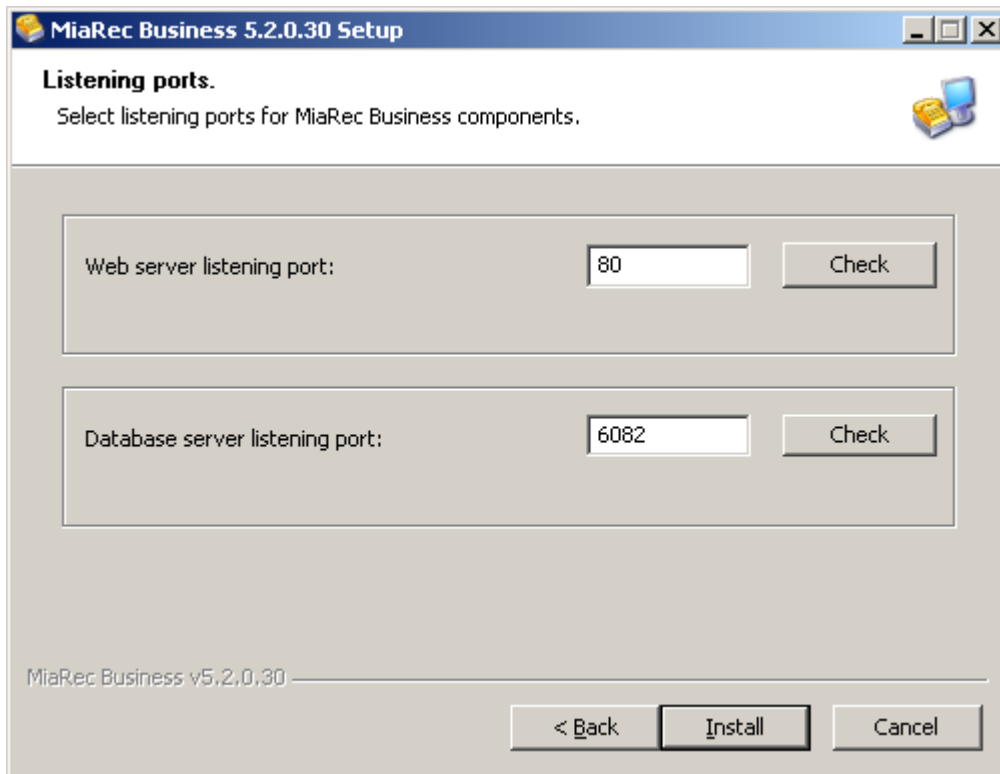 MiaRec Business 5.2.0.30 Setup
Listening ports.
Select listening ports for MiaRec Business components.
Web server listening port: 80 Check
Database server listening port: 6082 Check
MiaRec Business v5.2.0.30
< Back Install Cancel